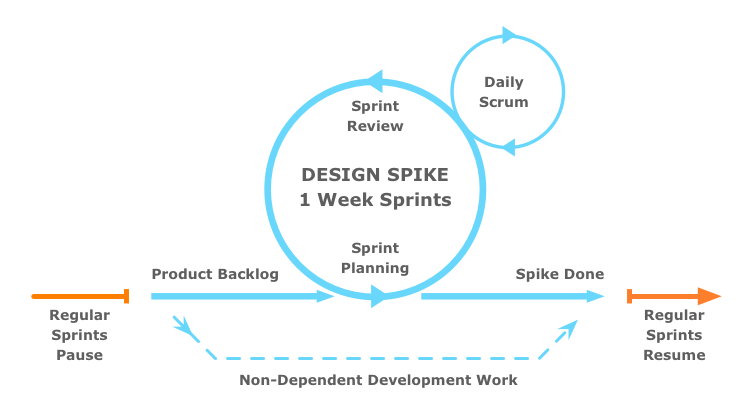 Daily
Scrum
Sprint
Review
DESIGN SPIKE
1 Week Sprints
Sprint
Planning
Product Backlog
Spike Done
Regular
Sprints
Pause
Regular
Sprints
Resume
Non-Dependent Development Work